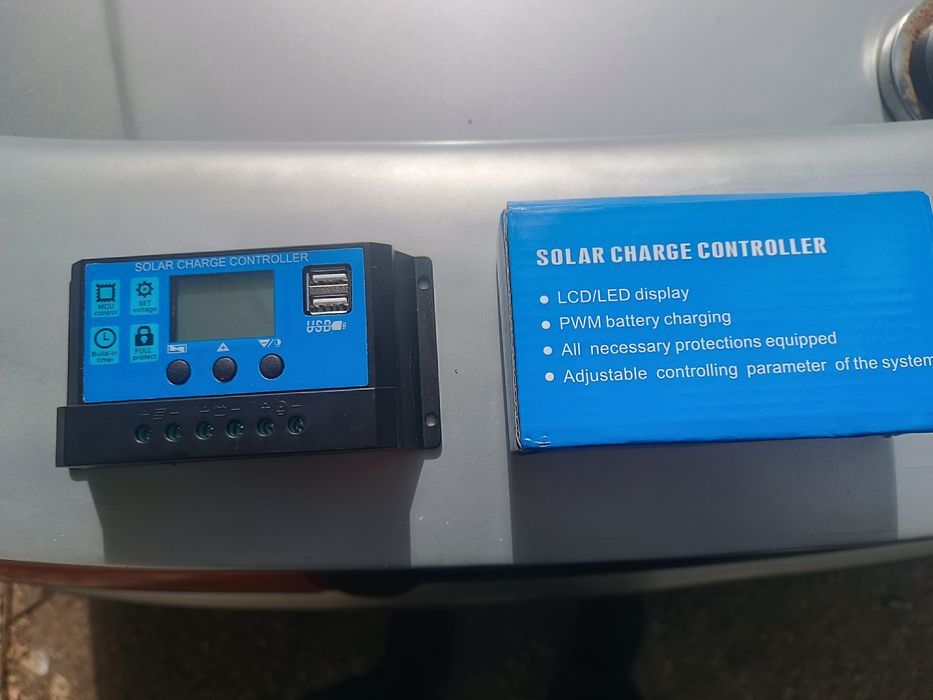 SOLAR CHARGE CONTROLLER
MCU
control
SET
voltage
Build-in
timer
FULL
protect
USB
SOLAR CHARGE CONTROLLER
LCD/LED display
PWM battery charging
All necessary protections equipped
Adjustable controlling parameter of the system